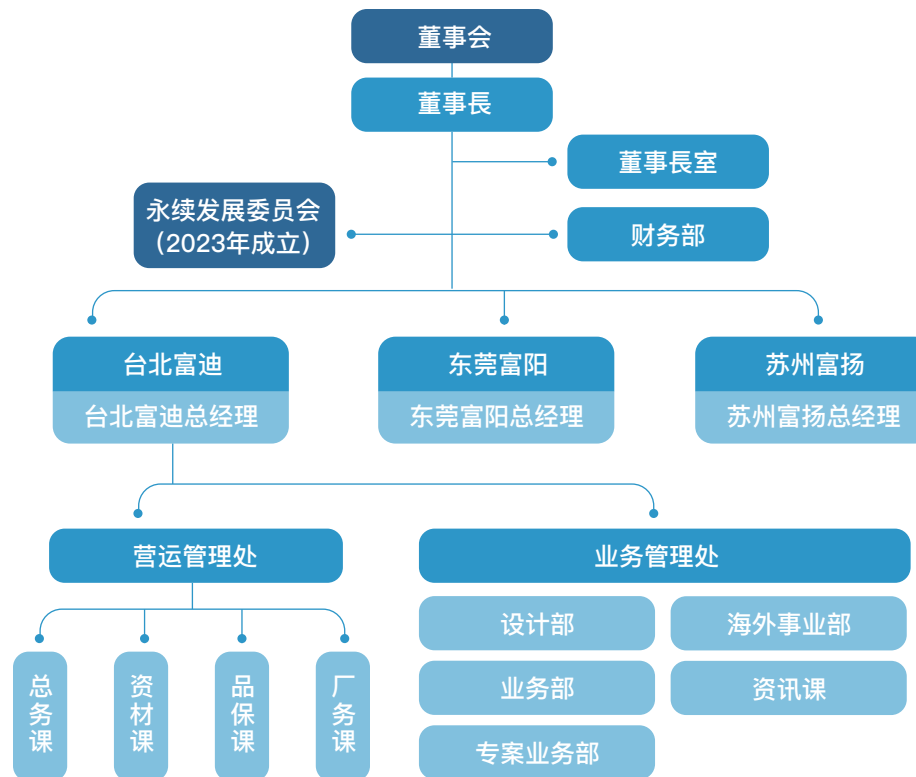 董事会
董事長
董事長室
永续发展委员会
（2023年成立）
财务部
台北富迪
台北富迪总经理
东莞富阳
东莞富阳总经理
苏州富扬
苏州富扬总经理
营运管理处
业务管理处
总务课
资材课
品保课
厂务课
设计部
海外事业部
业务部
资讯课
专案业务部